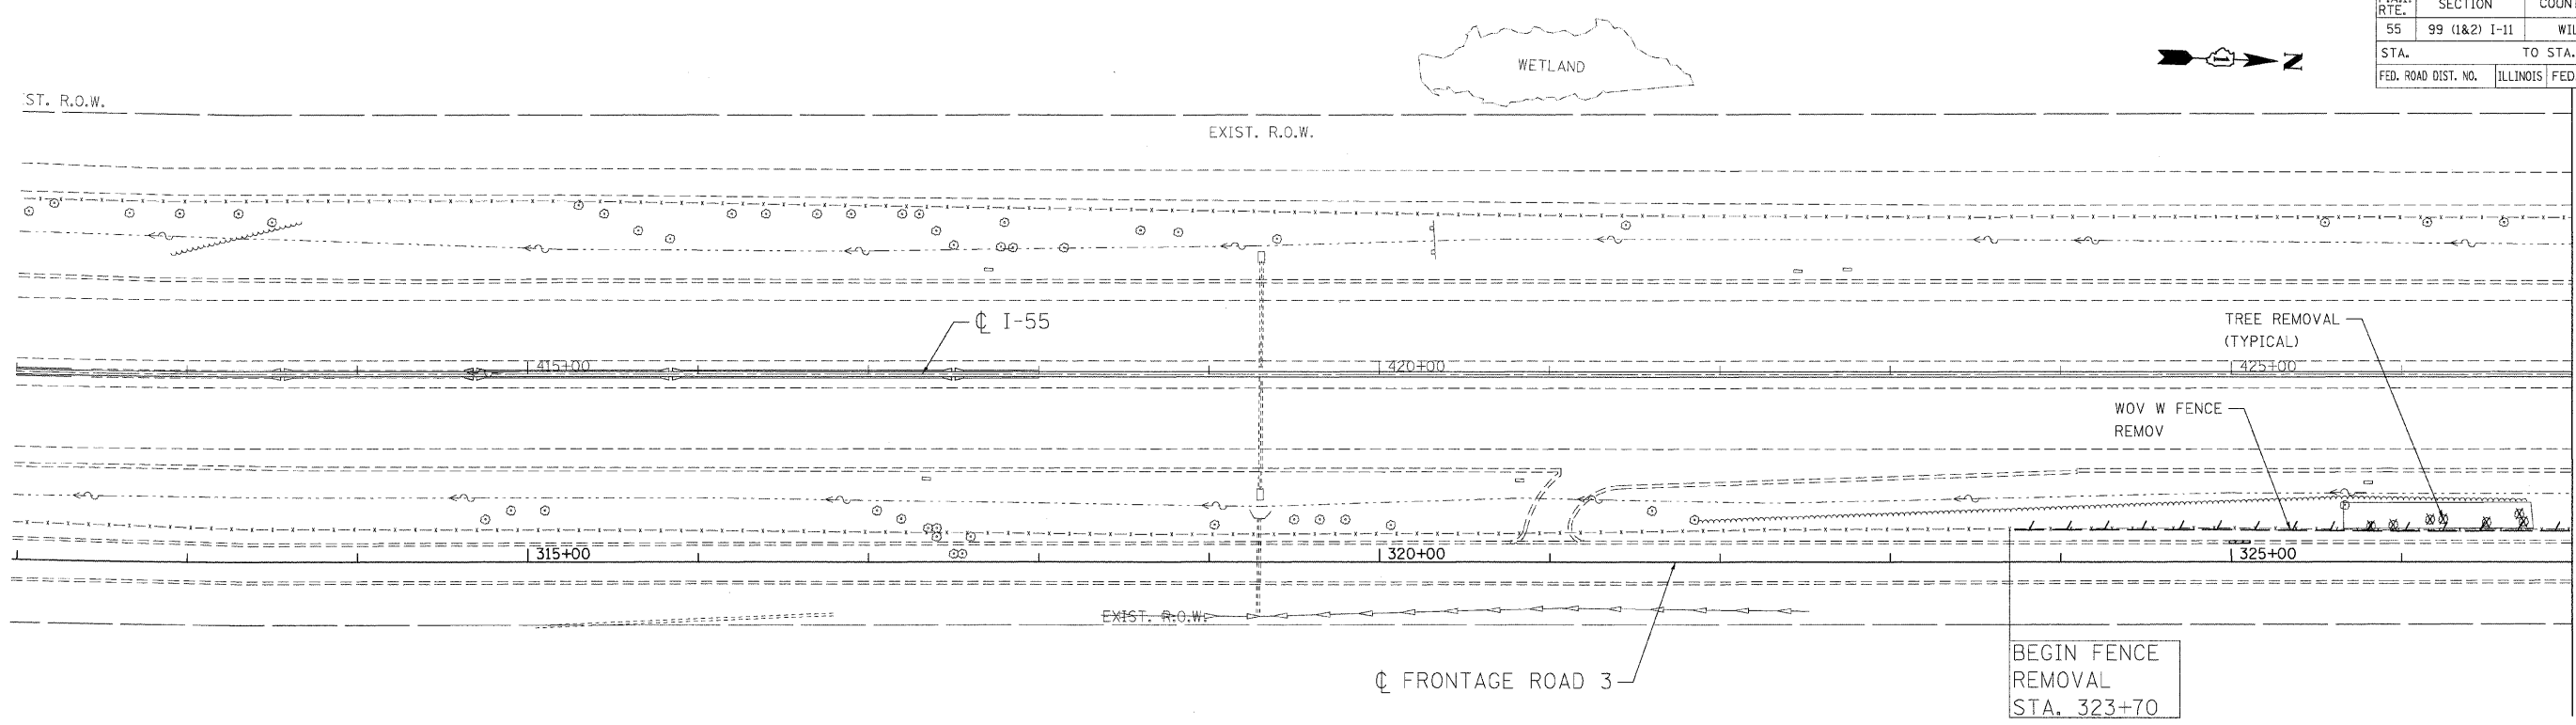 RTE.
SECTION
55
99 (1&2) I-11
STA.
TO STA.
FED. ROAD DIST. NO.
ILLINOIS
FED.
N
WETLAND
ST. R.O.W.
EXIST. R.O.W.
℄ I-55
TREE REMOVAL
(TYPICAL)
415+00
420+00
425+00
WOV W FENCE
REMOV
315+00
320+00
325+00
EXIST. R.O.W.
℄ FRONTAGE ROAD 3
BEGIN FENCE
REMOVAL
STA. 323+70